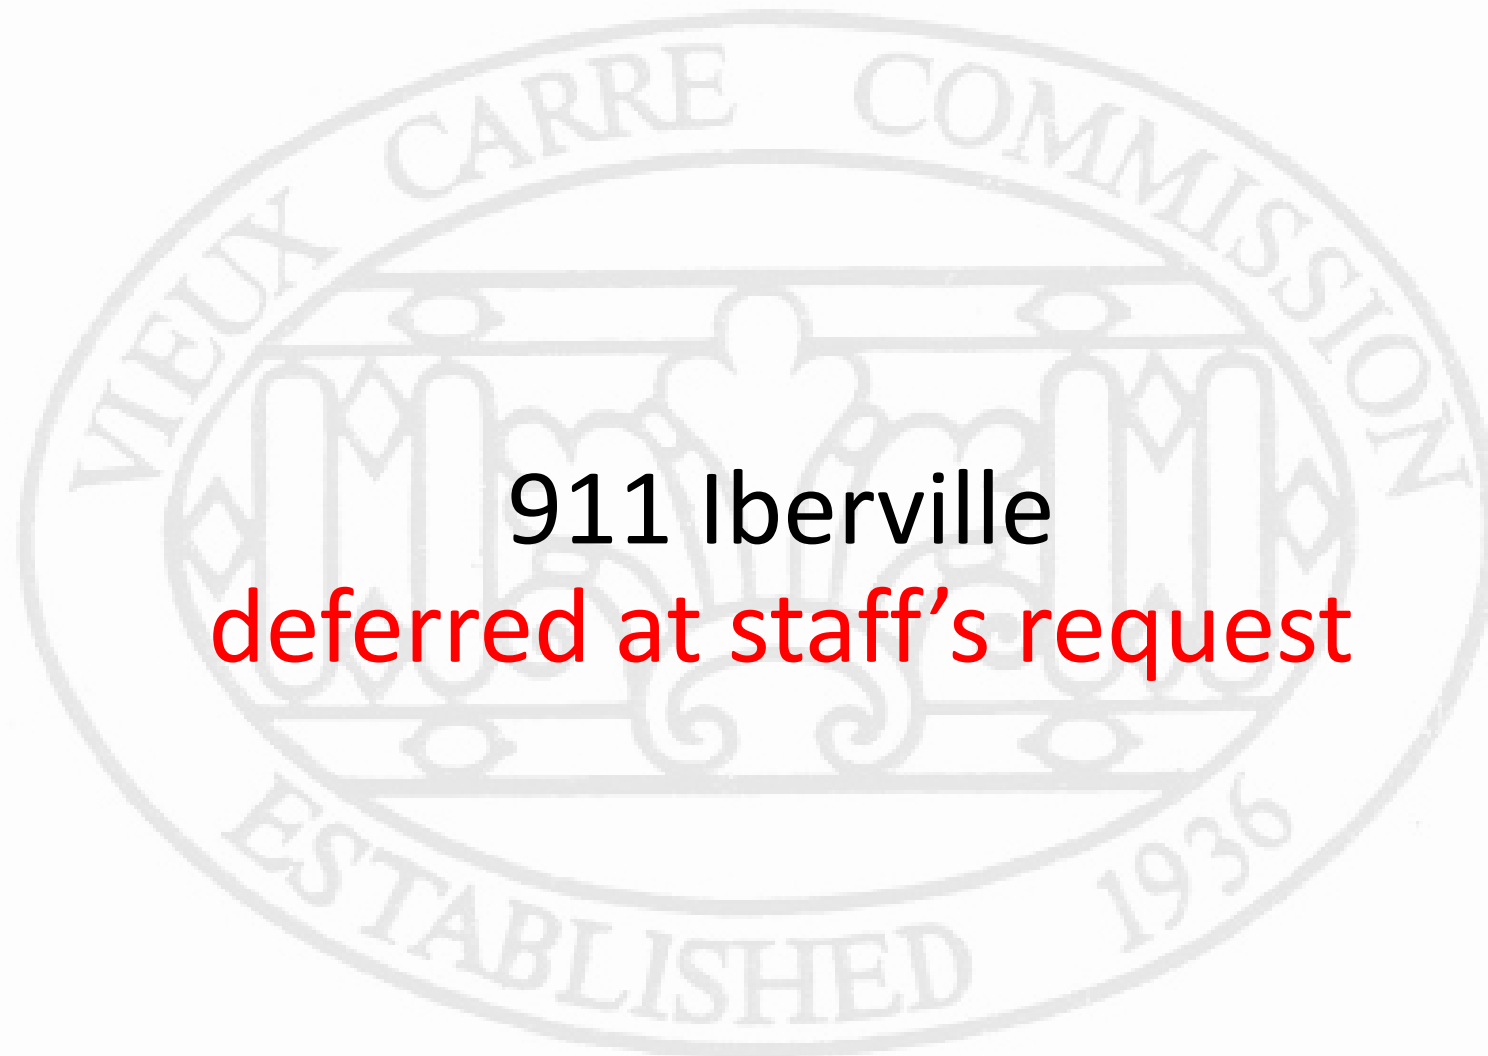 VIEUX CARRE COMMISSION
911 Iberville
deferred at staff’s request
ESTABLISHED 1936